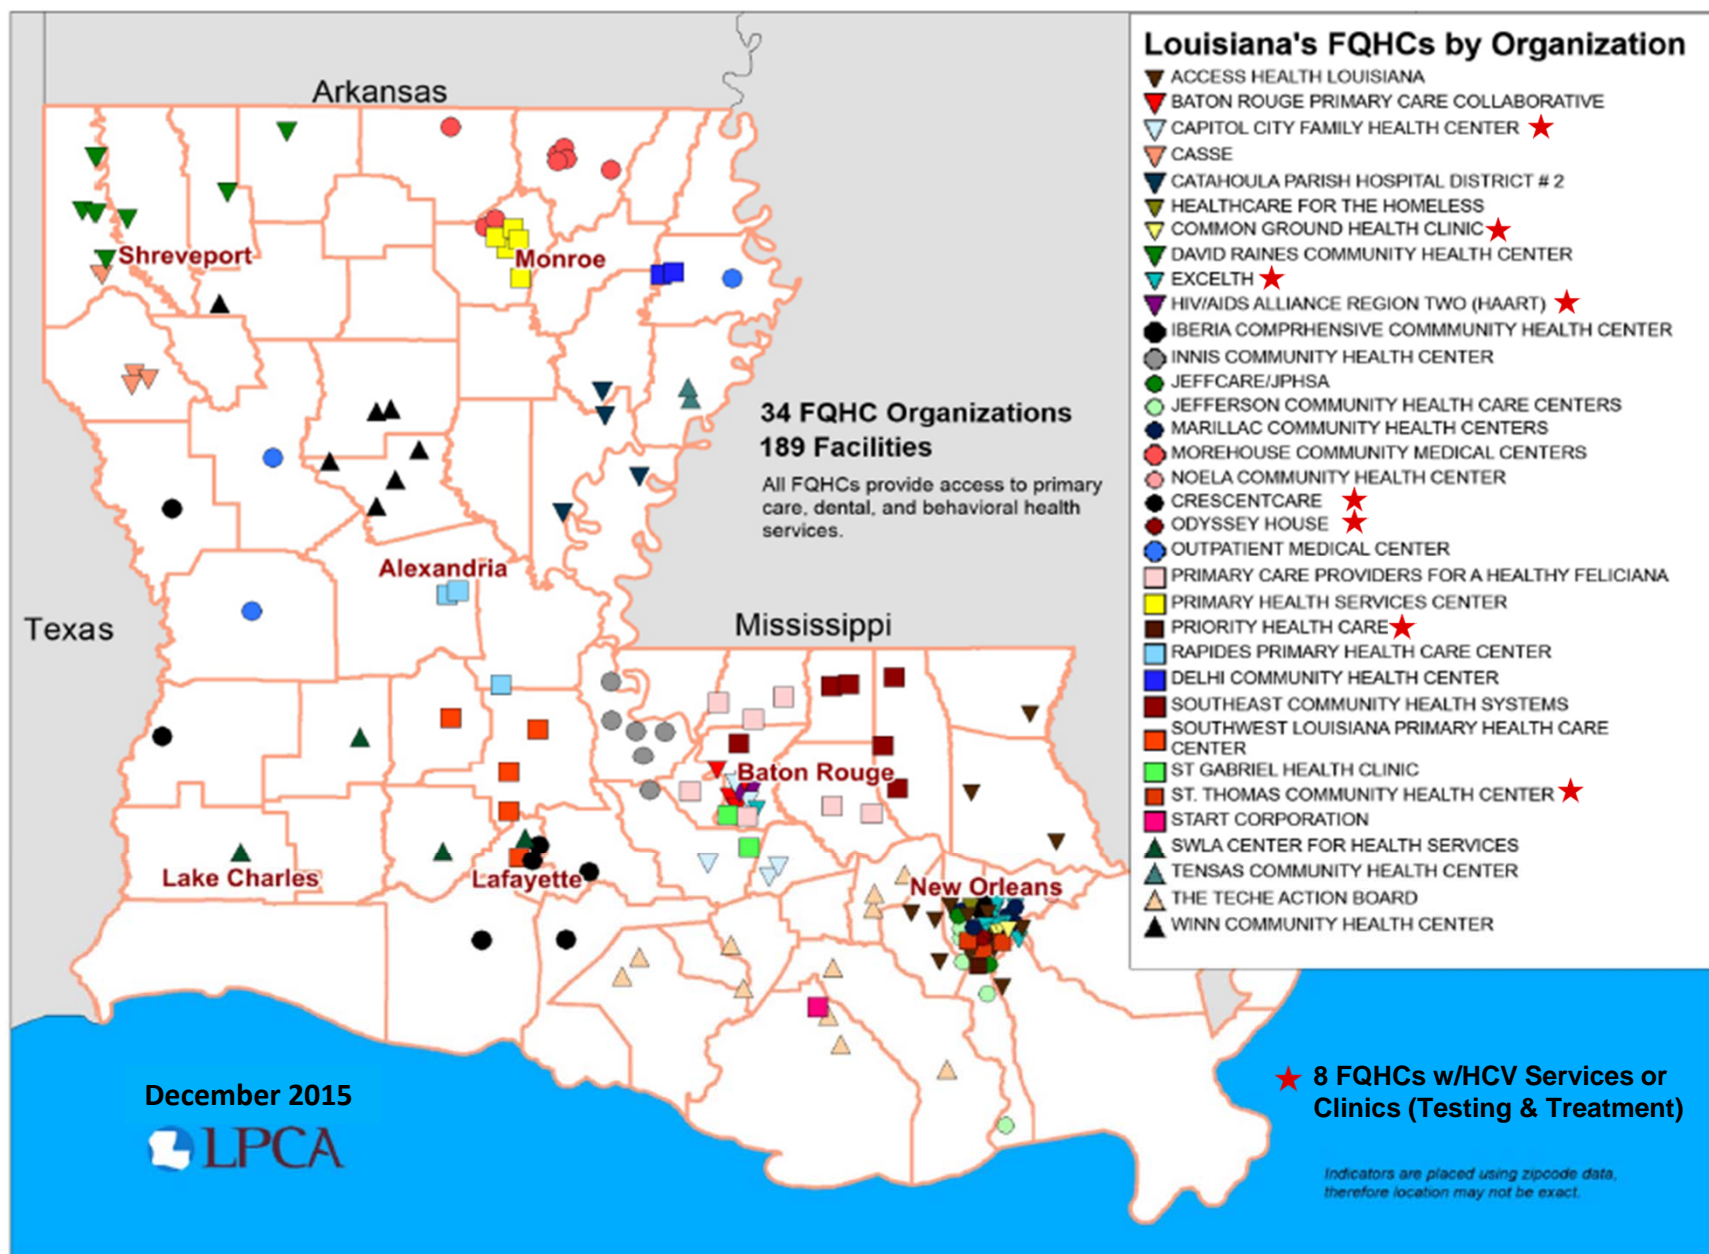 Louisiana's FQHCs by Organization
ACCESS HEALTH LOUISIANA
BATON ROUGE PRIMARY CARE COLLABORATIVE
CAPITOL CITY FAMILY HEALTH CENTER
CASSE
CATAHOULA PARISH HOSPITAL DISTRICT # 2
HEALTHCARE FOR THE HOMELESS
COMMON GROUND HEALTH CLINIC
DAVID RAINES COMMUNITY HEALTH CENTER
EXCELTH
HIV/AIDS ALLIANCE REGION TWO (HAART)
IBERIA COMPRHENSIVE COMMMUNITY HEALTH CENTER
INNIS COMMUNITY HEALTH CENTER
JEFFCARE/JPHSA
JEFFERSON COMMUNITY HEALTH CARE CENTERS
MARILLAC COMMUNITY HEALTH CENTERS
MOREHOUSE COMMUNITY MEDICAL CENTERS
NOELA COMMUNITY HEALTH CENTER
CRESCENTCARE
ODYSSEY HOUSE
OUTPATIENT MEDICAL CENTER
PRIMARY CARE PROVIDERS FOR A HEALTHY FELICIANA
PRIMARY HEALTH SERVICES CENTER
PRIORITY HEALTH CARE
RAPIDES PRIMARY HEALTH CARE CENTER
DELHI COMMUNITY HEALTH CENTER
SOUTHEAST COMMUNITY HEALTH SYSTEMS
SOUTHWEST LOUISIANA PRIMARY HEALTH CARE
CENTER
ST GABRIEL HEALTH CLINIC
ST. THOMAS COMMUNITY HEALTH CENTER
START CORPORATION
SWLA CENTER FOR HEALTH SERVICES
TENSAS COMMUNITY HEALTH CENTER
THE TECHE ACTION BOARD
WINN COMMUNITY HEALTH CENTER
Arkansas
Shreveport
Monroe
34 FQHC Organizations
189 Facilities
All FQHCs provide access to primary
care, dental, and behavioral health
services.
Alexandria
Texas
Mississippi
Baton Rouge
Lake Charles
Lafayette
New Orleans
December 2015
LPCA
8 FQHCs w/HCV Services or
Clinics (Testing & Treatment)
Indicators are placed using zipcode data,
therefore location may not be exact.